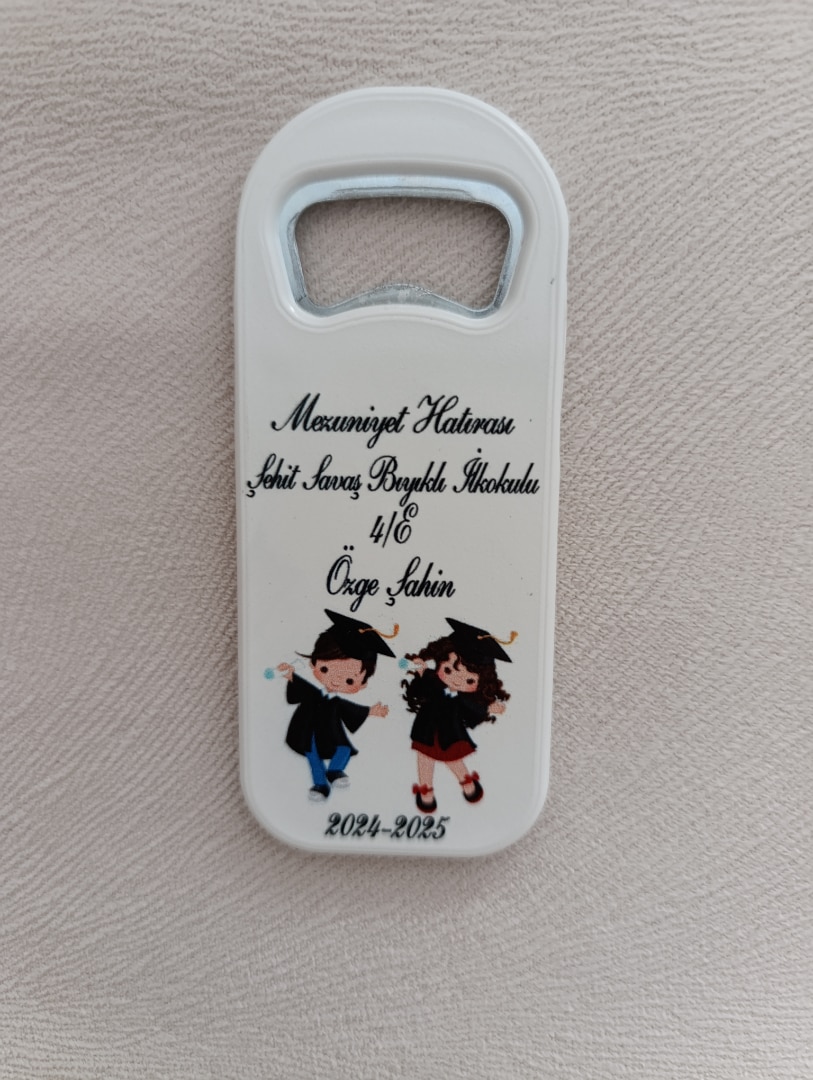 Mezuniyet Hatırası
Şehit Savaş Bıyıklı İlkokulu
4/E
Özge Şahin
2024-2025